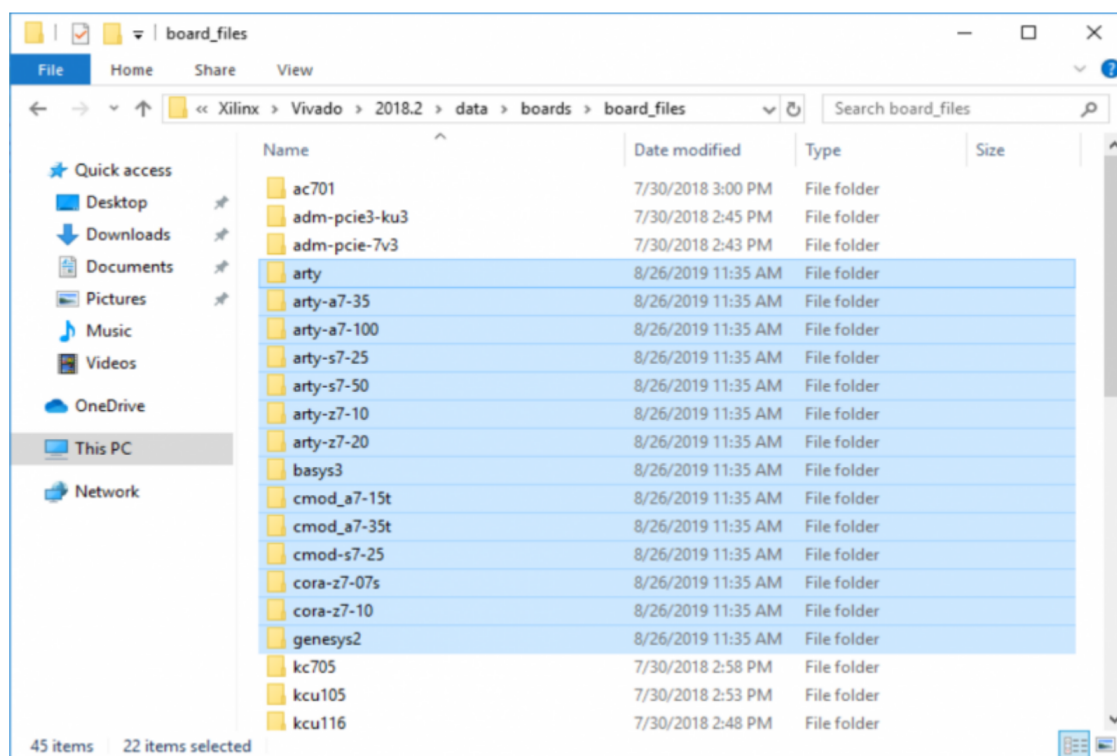 board_files
File Home Share View
« Xilinx > Vivado > 2018.2 > data > boards > board_files Search board_files
Name Date modified Type Size
Quick access
Desktop
Downloads
Documents
Pictures
Music
Videos
OneDrive
This PC
Network
ac701 7/30/2018 3:00 PM File folder
adm-pcie3-ku3 7/30/2018 2:45 PM File folder
adm-pcie-7v3 7/30/2018 2:43 PM File folder
arty 8/26/2019 11:35 AM File folder
arty-a7-35 8/26/2019 11:35 AM File folder
arty-a7-100 8/26/2019 11:35 AM File folder
arty-s7-25 8/26/2019 11:35 AM File folder
arty-s7-50 8/26/2019 11:35 AM File folder
arty-z7-10 8/26/2019 11:35 AM File folder
arty-z7-20 8/26/2019 11:35 AM File folder
basys3 8/26/2019 11:35 AM File folder
cmod_a7-15t 8/26/2019 11:35 AM File folder
cmod_a7-35t 8/26/2019 11:35 AM File folder
cmod-s7-25 8/26/2019 11:35 AM File folder
cora-z7-07s 8/26/2019 11:35 AM File folder
cora-z7-10 8/26/2019 11:35 AM File folder
genesys2 8/26/2019 11:35 AM File folder
kc705 7/30/2018 2:58 PM File folder
kcu105 7/30/2018 2:53 PM File folder
kcu116 7/30/2018 2:48 PM File folder
45 items 22 items selected